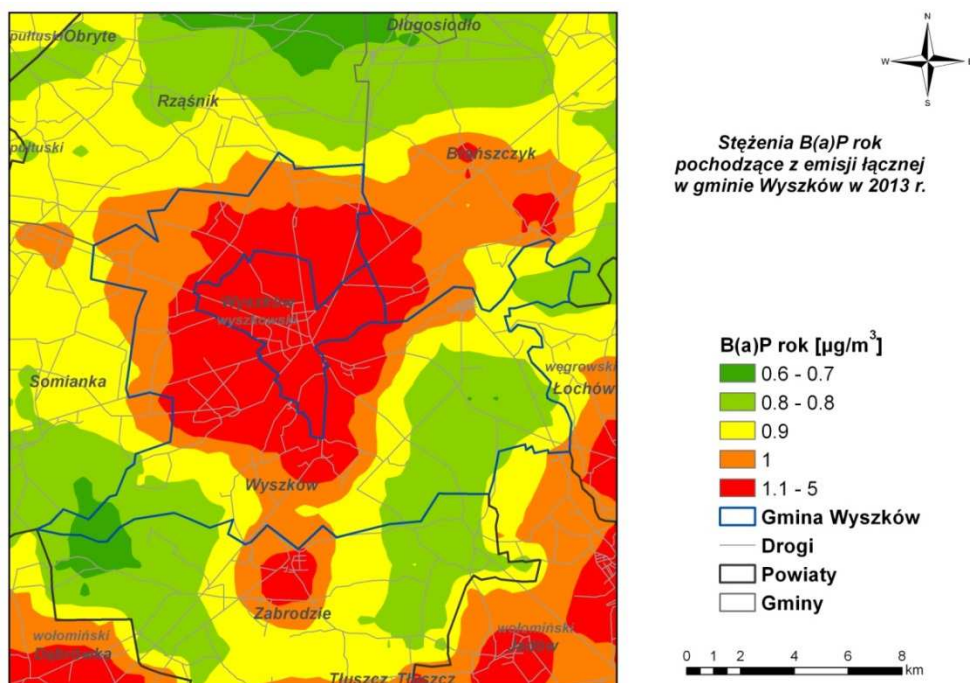 pułtuski Obryte
Długosiodło
Rząśnik
pułtuski
Brańszczyk
Wyszków
wyszkowski
Somianka
węgrowski
Łochów
Wyszków
Zabrodzie
wołomiński
Dąbrówka
wołomiński
Jadów
Tłuszcz Tłuszcz
N
W E
S
Stężenia B(a)P rok
pochodzące z emisji łącznej
w gminie Wyszków w 2013 r.
B(a)P rok [µg/m³]
0.6 - 0.7
0.8 - 0.8
0.9
1
1.1 - 5
Gmina Wyszków
Drogi
Powiaty
Gminy
0 1 2 4 6 8
km